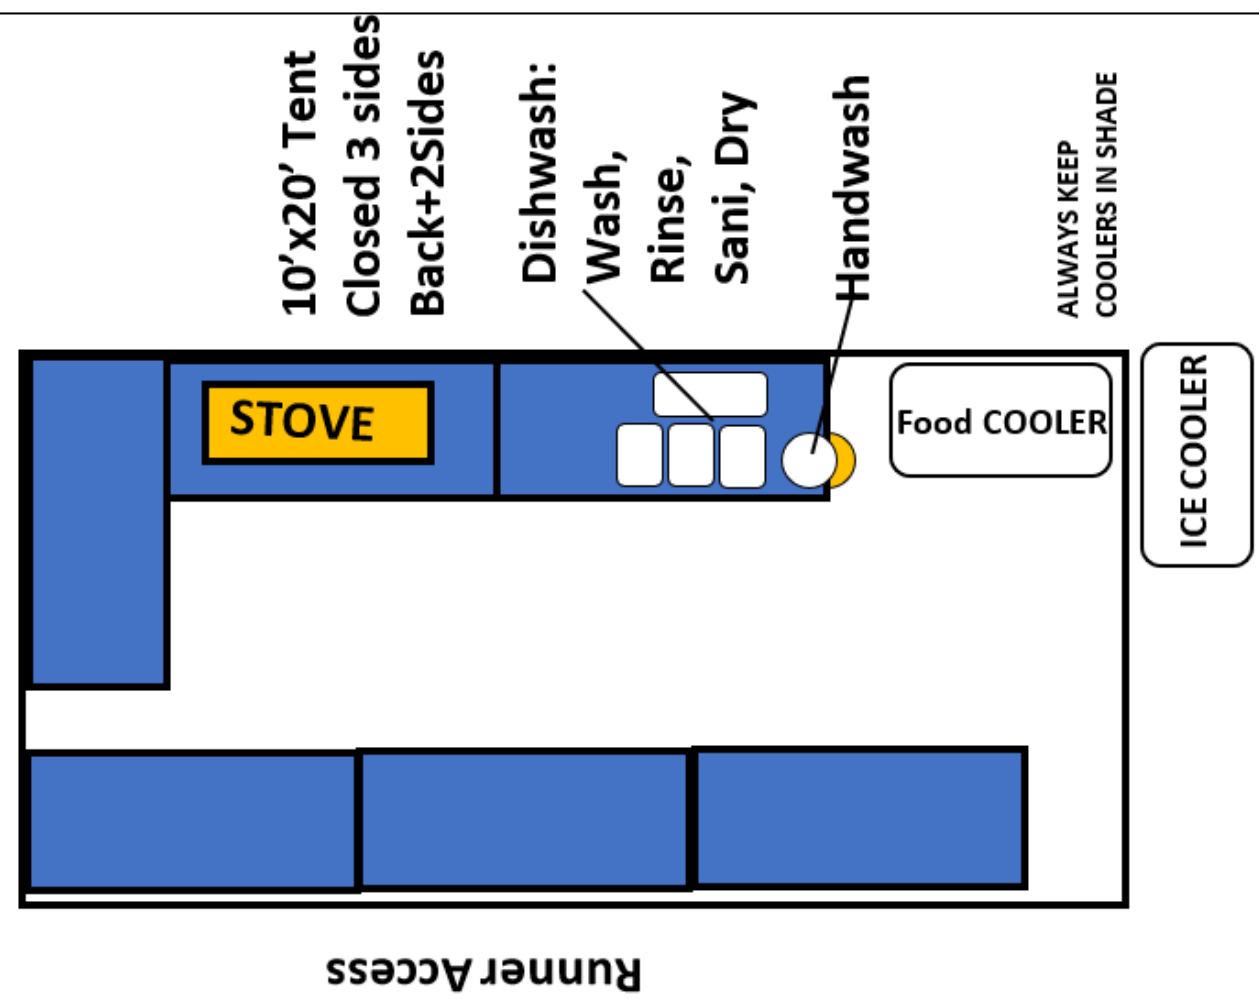 10’x20’ Tent
Closed 3 sides
Back+2Sides
Dishwash:
Wash,
Rinse,
Sani, Dry
Handwash
ALWAYS KEEP
COOLERS IN SHADE
STOVE
Food COOLER
ICE COOLER
Runner Access